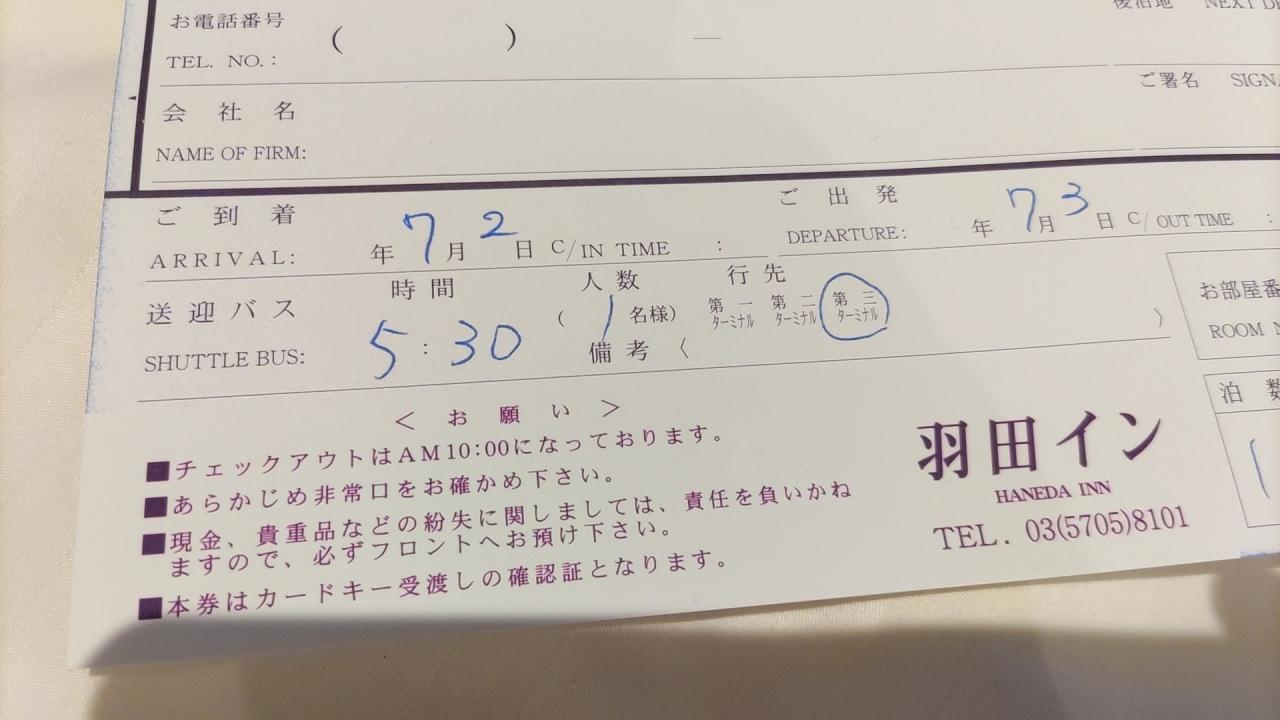 お電話番号
TEL. NO.: ( ) —
後泊地 NEXT
ご署名
会社名
NAME OF FIRM:
ご到着
ARRIVAL: 年 7月 2日 C/IN TIME :
ご出発
DEPARTURE: 年 7月 3日 C/OUT TIME :
送迎バス 時間 人数 行先
SHUTTLE BUS: 5:30 (1名様) 第一ターミナル 第二ターミナル 第三ターミナル
備考〈 〉
ROOM
泊
<お願い>
■チェックアウトはAM10:00になっております。
■あらかじめ非常口をお確かめ下さい。
■現金、貴重品などの紛失に関しましては、責任を負いかね
ますので、必ずフロントへお預け下さい。
■本券はカードキー受渡しの確認証となります。
羽田イン
HANEDA INN
TEL. 03(5705)8101